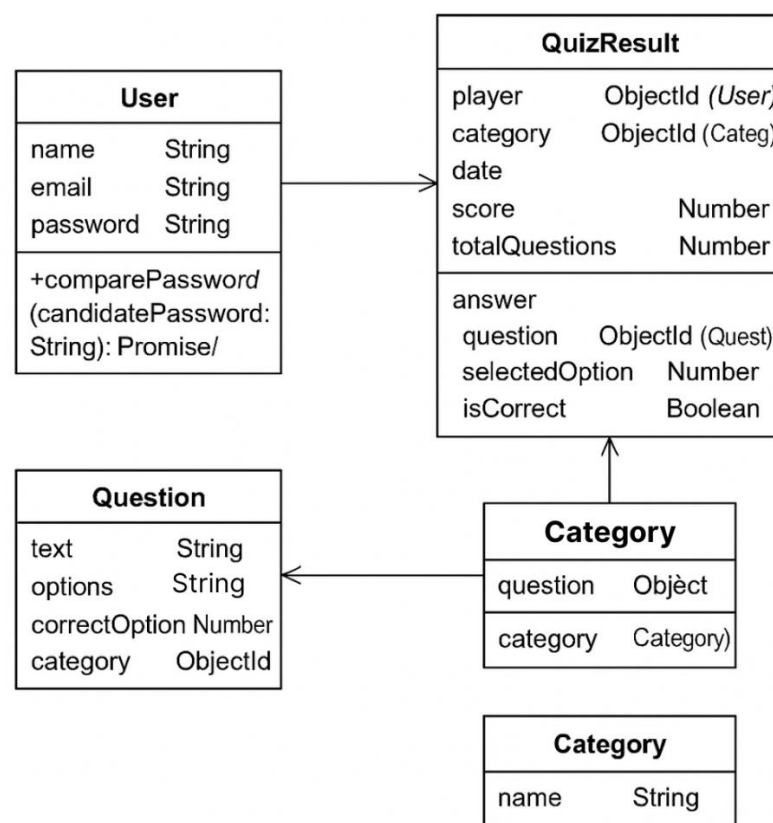 User
name String
email String
password String
+comparePassword
(candidatePassword:
String): Promise/
QuizResult
player ObjectId (User)
category ObjectId (Categ)
date
score Number
totalQuestions Number
answer
question ObjectId (Quest)
selectedOption Number
isCorrect Boolean
Question
text String
options String
correctOption Number
category ObjectId
Category
question Objèct
category Category)
Category
name String